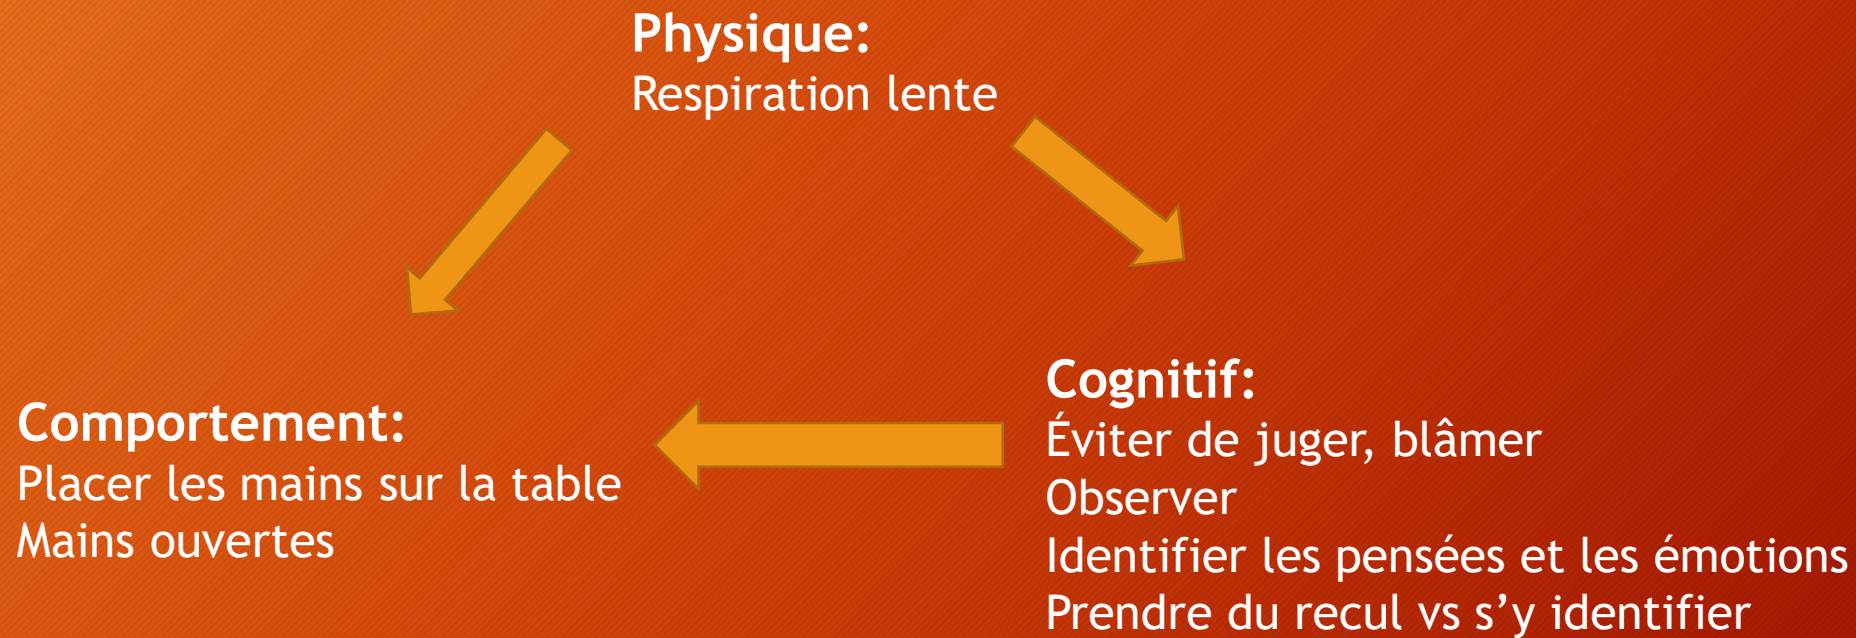 Physique:
Respiration lente
Comportement:
Placer les mains sur la table
Mains ouvertes
Cognitif:
Éviter de juger, blâmer
Observer
Identifier les pensées et les émotions
Prendre du recul vs s’y identifier